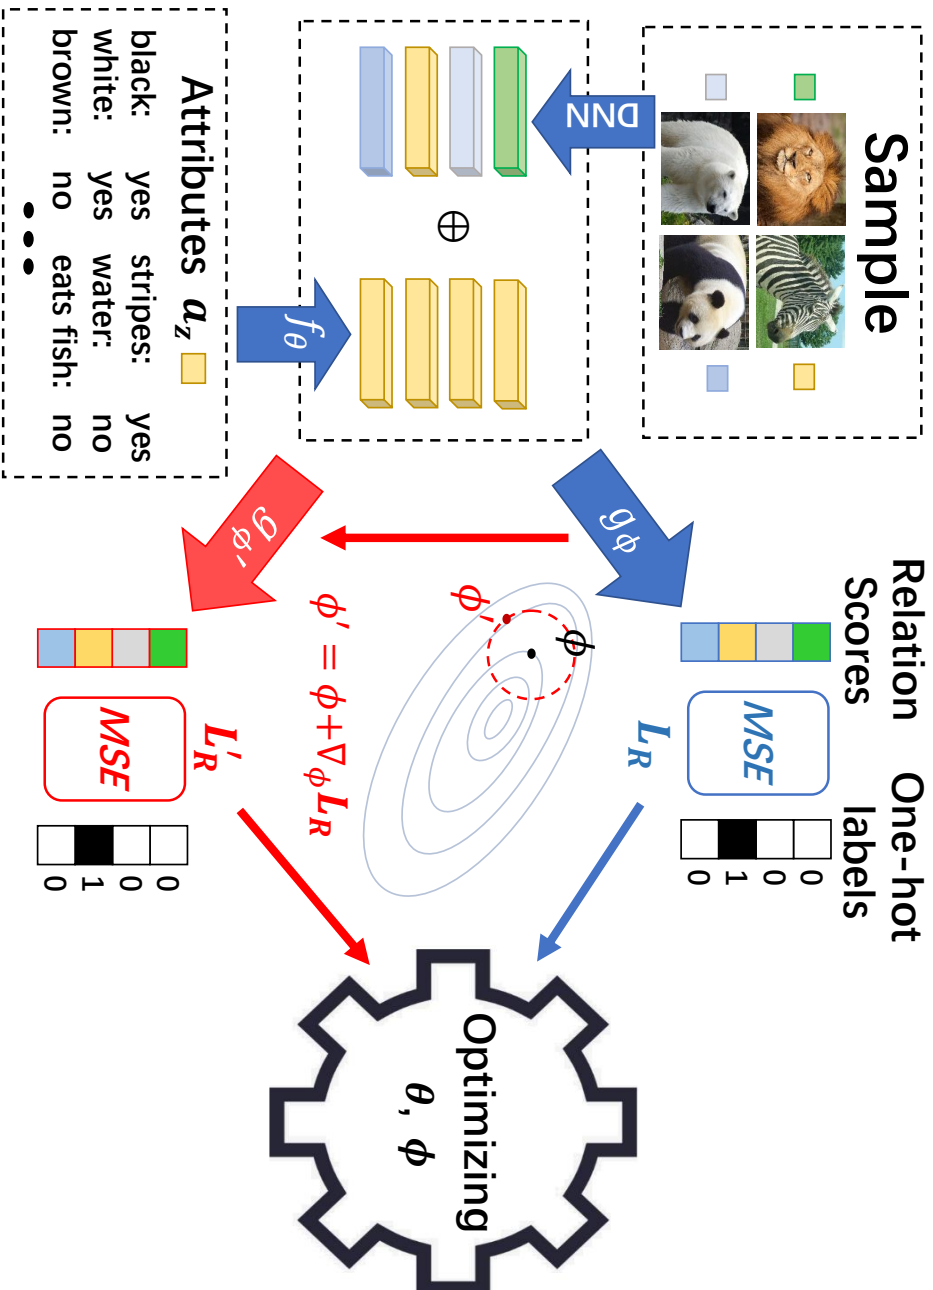 Sample
DNN
⊕
f_θ
Attributes a_z
black: yes stripes: yes
white: yes water: no
brown: no eats fish: no
...
g_ϕ
g_ϕ′
ϕ
ϕ′
ϕ′ = ϕ+∇_ϕ L_R
Relation
Scores
One-hot
labels
MSE
L_R
0
0
1
0
L′_R
MSE
0
0
1
0
Optimizing
θ, ϕ